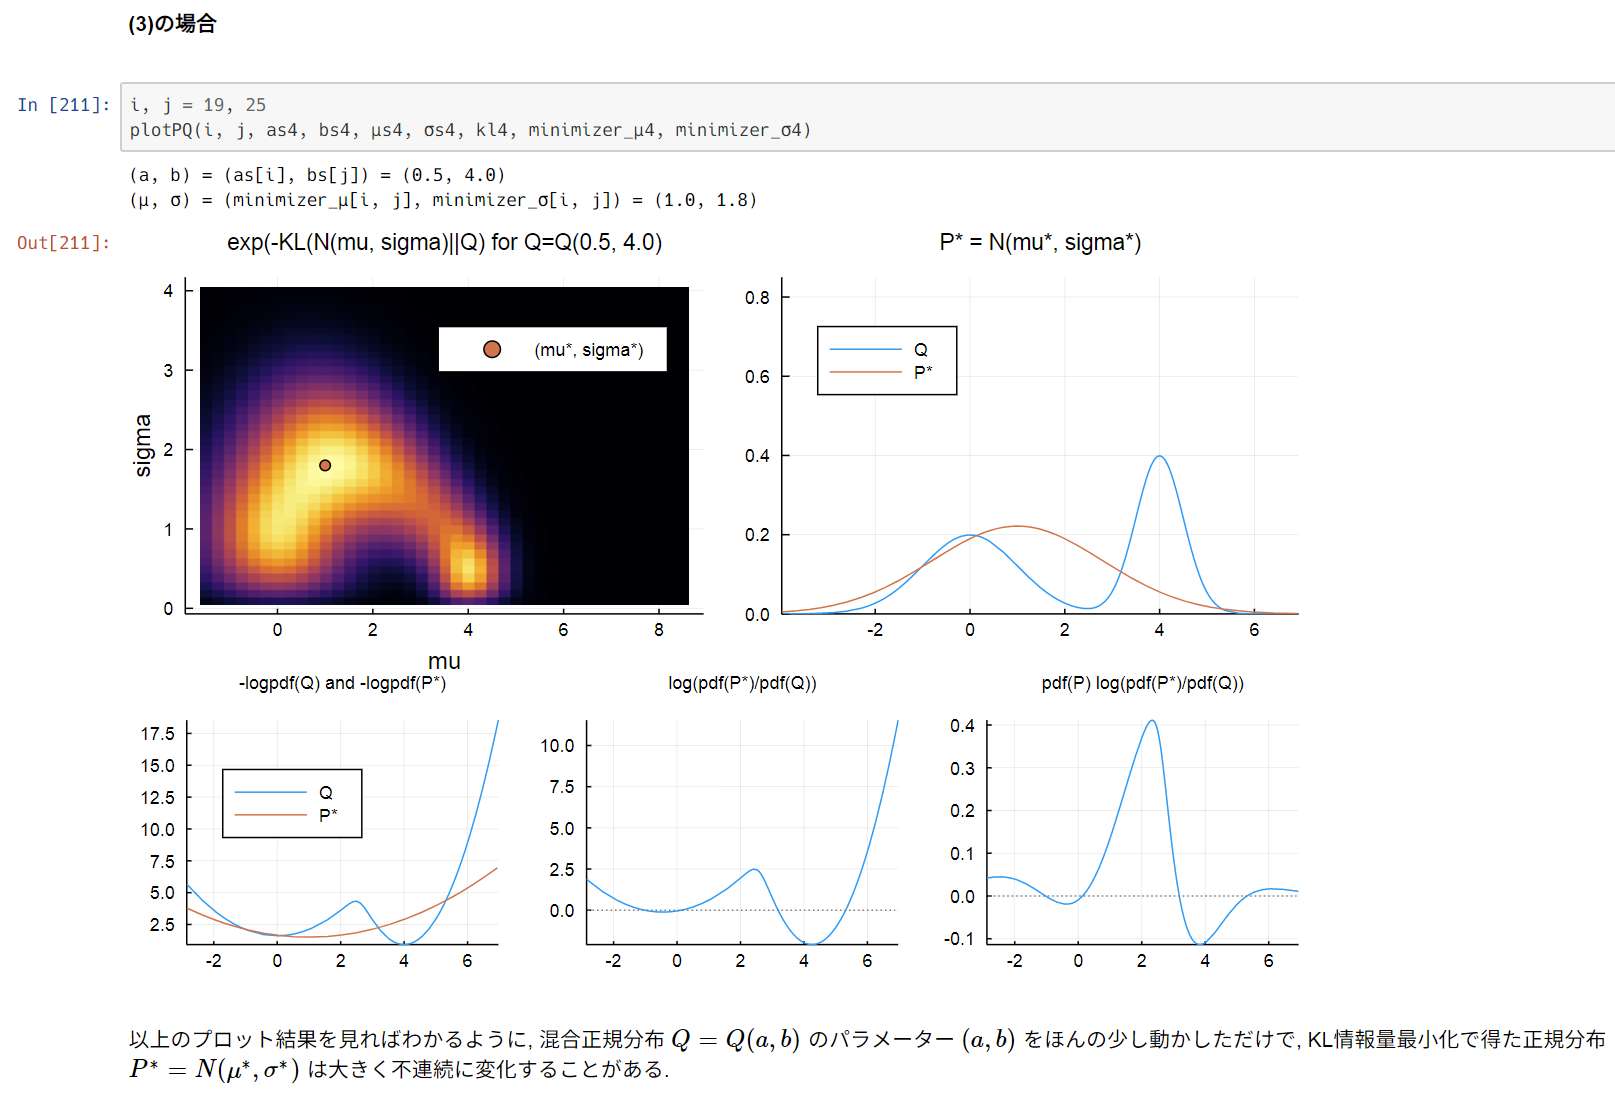 (3)の場合
In [211]:
i, j = 19, 25
plotPQ(i, j, as4, bs4, μs4, σs4, kl4, minimizer_μ4, minimizer_σ4)
(a, b) = (as[i], bs[j]) = (0.5, 4.0)
(μ, σ) = (minimizer_μ[i, j], minimizer_σ[i, j]) = (1.0, 1.8)
Out[211]:
exp(-KL(N(mu, sigma)||Q) for Q=Q(0.5, 4.0)
4
3
2
1
0
sigma
(mu*, sigma*)
0 2 4 6 8
mu
P* = N(mu*, sigma*)
0.8
0.6
0.4
0.2
0.0
Q
P*
-2 0 2 4 6
-logpdf(Q) and -logpdf(P*)
17.5
15.0
12.5
10.0
7.5
5.0
2.5
Q
P*
-2 0 2 4 6
log(pdf(P*)/pdf(Q))
10.0
7.5
5.0
2.5
0.0
-2 0 2 4 6
pdf(P) log(pdf(P*)/pdf(Q))
0.4
0.3
0.2
0.1
0.0
-0.1
-2 0 2 4 6
以上のプロット結果を見ればわかるように, 混合正規分布 Q = Q(a, b) のパラメーター (a, b) をほんの少し動かしただけで, KL情報量最小化で得た正規分布
P* = N(μ*, σ*) は大きく不連続に変化することがある.